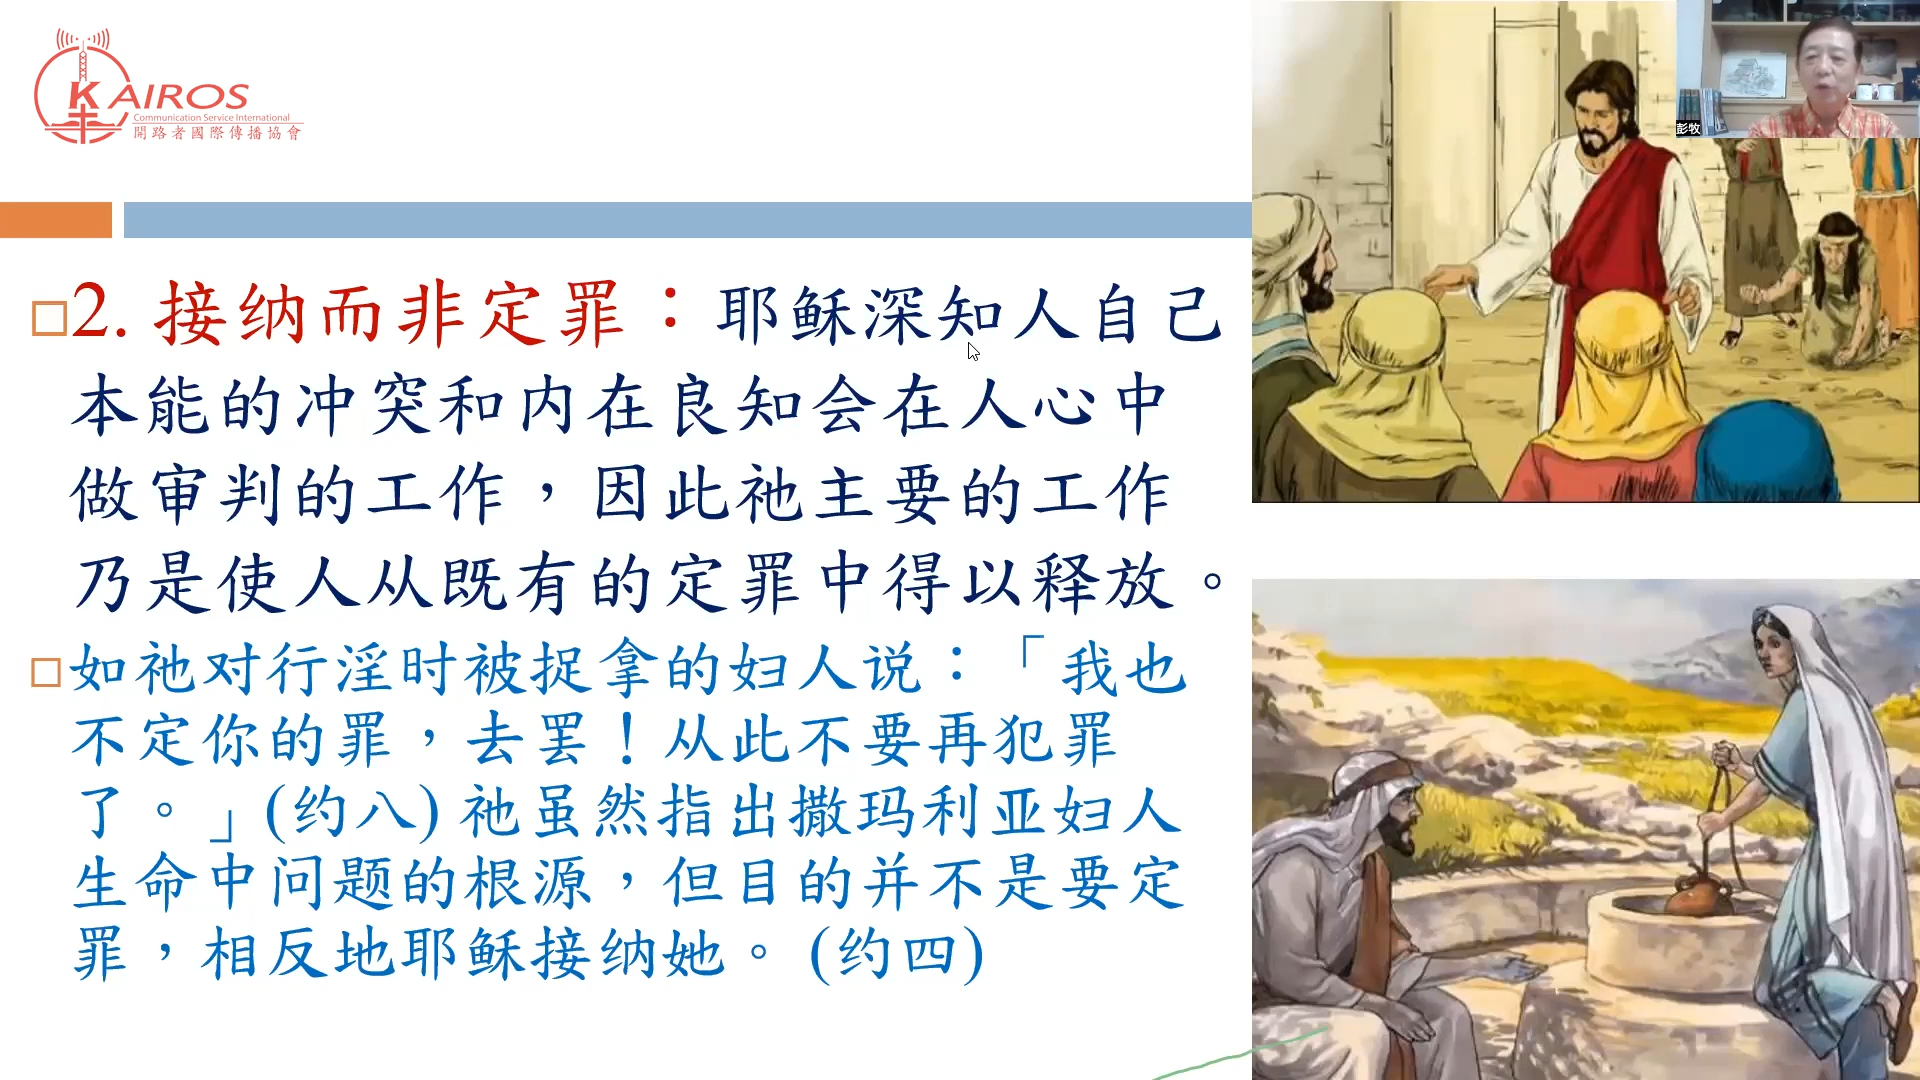 KAIROS
Communication Service International
開路者國際傳播協會
彭牧
2. 接纳而非定罪：耶稣深知人自己
本能的冲突和内在良知会在人心中
做审判的工作，因此祂主要的工作
乃是使人从既有的定罪中得以释放。
如祂对行淫时被捉拿的妇人说：「我也
不定你的罪，去罢！从此不要再犯罪
了。」(约八) 祂虽然指出撒玛利亚妇人
生命中问题的根源，但目的并不是要定
罪，相反地耶稣接纳她。 (约四)